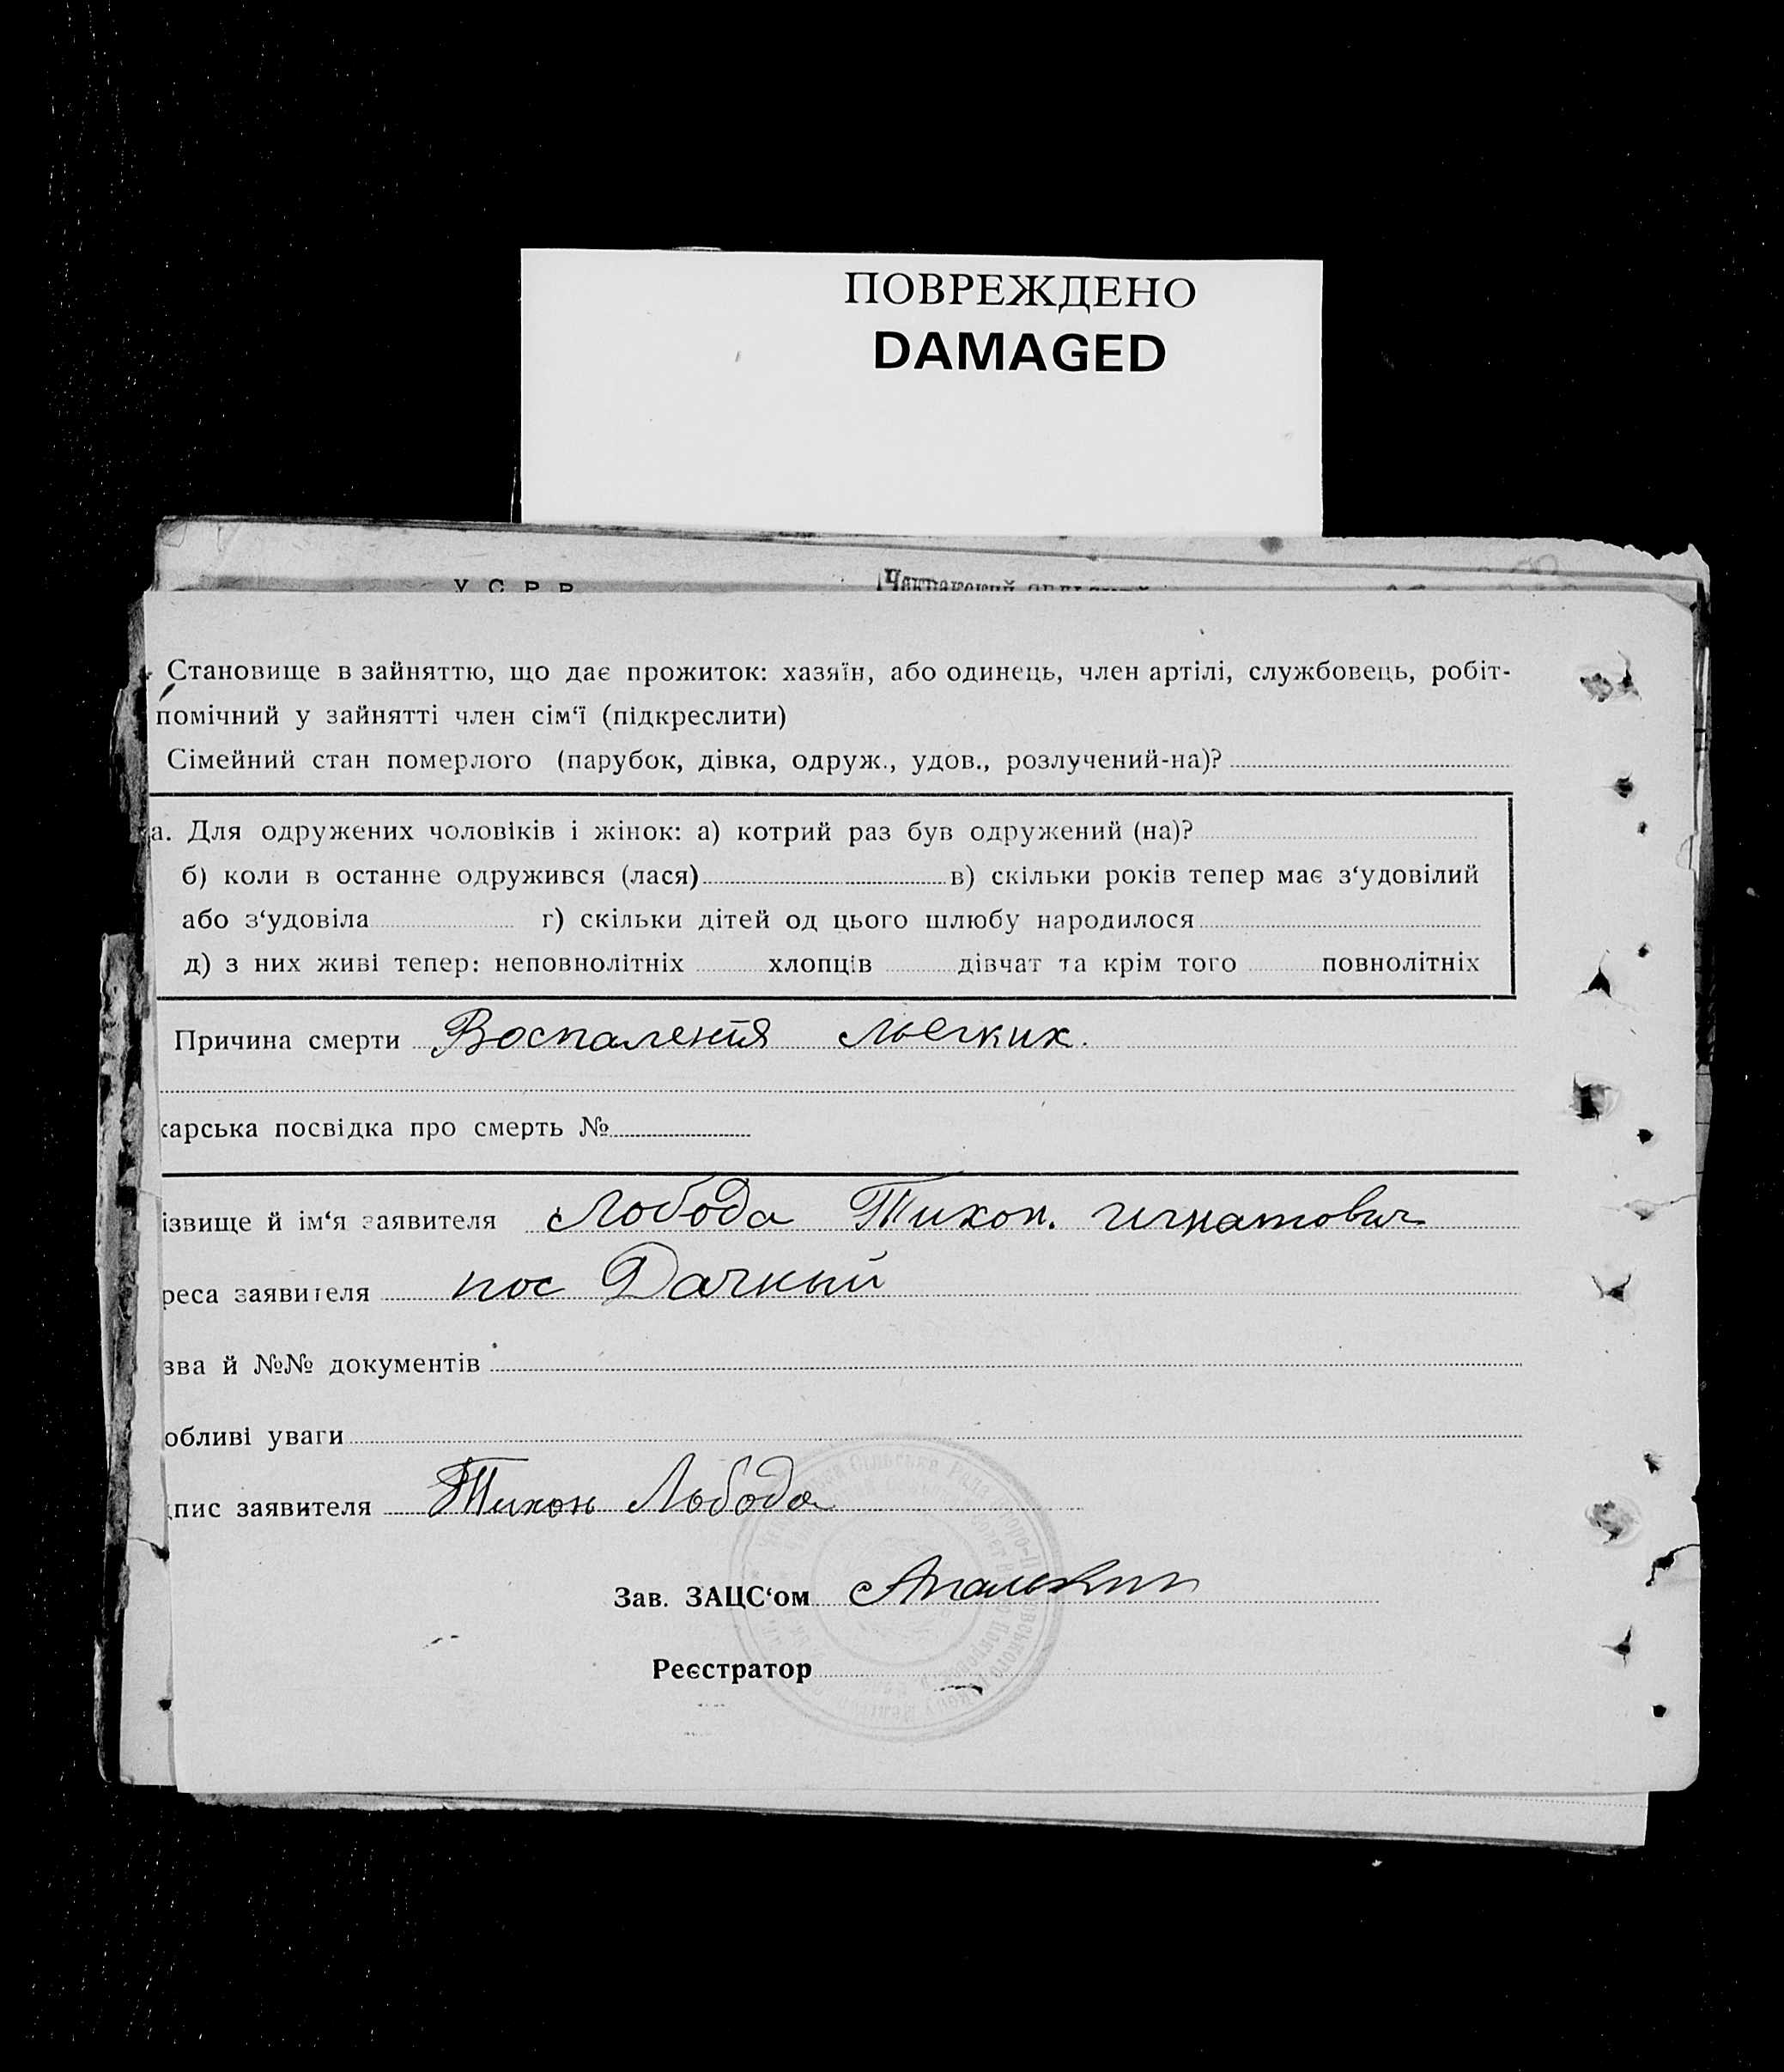 ПОВРЕЖДЕНО
DAMAGED
У С Р Р
Становище в зайняттю, що дає прожиток: хазяїн, або одинець, член артілі, службовець, робіт-
помічний у зайнятті член сім‘ї (підкреслити)
Сімейний стан померлого (парубок, дівка, одруж., удов., розлучений-на)?
а. Для одружених чоловіків і жінок: а) котрий раз був одружений (на)?
б) коли в останнє одружився (лася) в) скільки років тепер має з‘удовілий
або з‘удовіла г) скільки дітей од цього шлюбу народилося
д) з них живі тепер: неповнолітніх хлопців дівчат та крім того повнолітніх
Причина смерти Воспаления льегких.
карська посвідка про смерть №
ізвище й ім‘я заявителя Лобода Тихон. Игнатович
реса заявителя пос Дачный
зва й №№ документів
обливі уваги
пис заявителя Тихон Лобода
Зав. ЗАЦС‘ом
Реєстратор